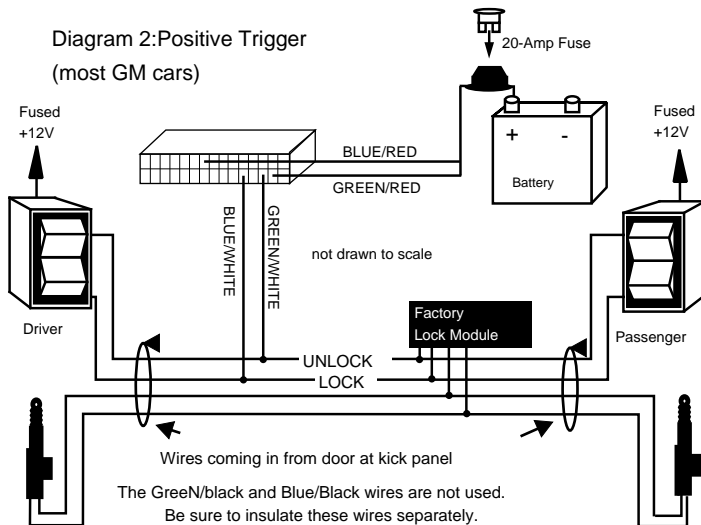 Diagram 2:Positive Trigger
(most GM cars)
20-Amp Fuse
Fused
+12V
Fused
+12V
BLUE/RED
GREEN/RED
+ -
Battery
BLUE/WHITE
GREEN/WHITE
not drawn to scale
Driver
Factory
Lock Module
Passenger
UNLOCK
LOCK
Wires coming in from door at kick panel
The GreeN/black and Blue/Black wires are not used.
Be sure to insulate these wires separately.